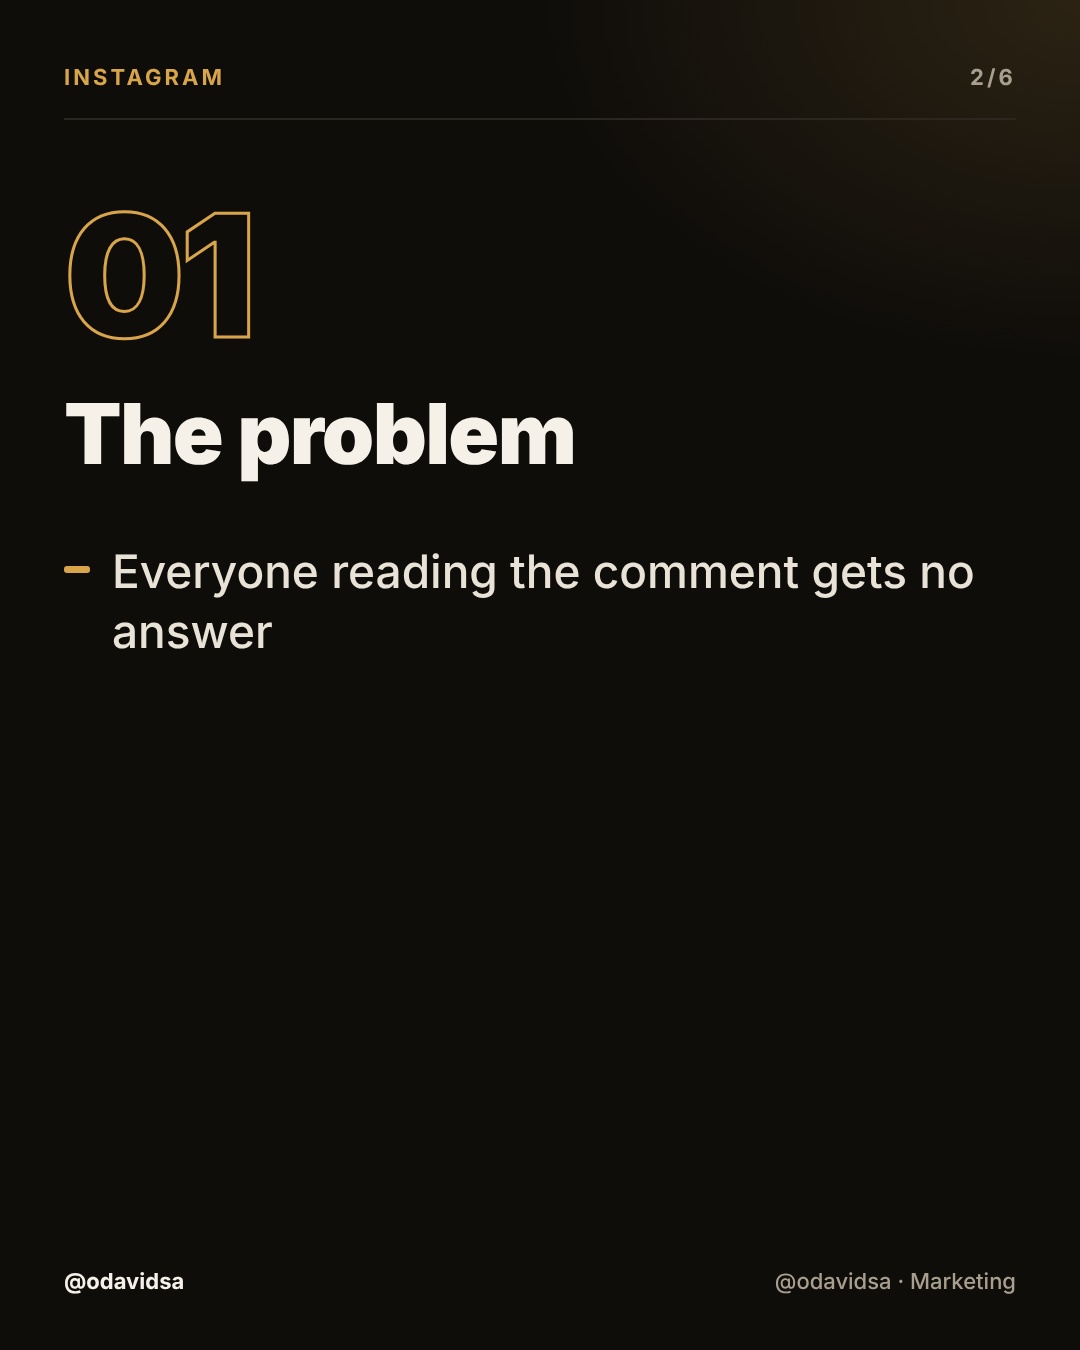 INSTAGRAM
2/6
01
The problem
Everyone reading the comment gets no
answer
@odavidsa
@odavidsa · Marketing